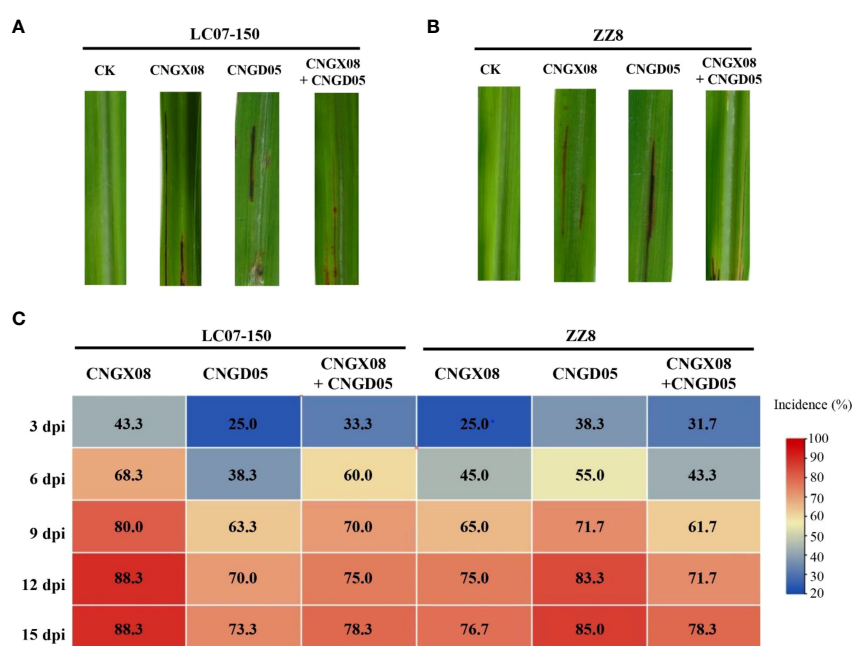 A
LC07-150
CK CNGX08 CNGD05 CNGX08
+ CNGD05
B
ZZ8
CK CNGX08 CNGD05 CNGX08
+ CNGD05
C
LC07-150 ZZ8
CNGX08 CNGD05 CNGX08
+ CNGD05 CNGX08 CNGD05 CNGX08
+CNGD05
3 dpi 43.3 25.0 33.3 25.0 38.3 31.7
6 dpi 68.3 38.3 60.0 45.0 55.0 43.3
9 dpi 80.0 63.3 70.0 65.0 71.7 61.7
12 dpi 88.3 70.0 75.0 75.0 83.3 71.7
15 dpi 88.3 73.3 78.3 76.7 85.0 78.3
Incidence (%)
100
90
80
70
60
50
40
30
20